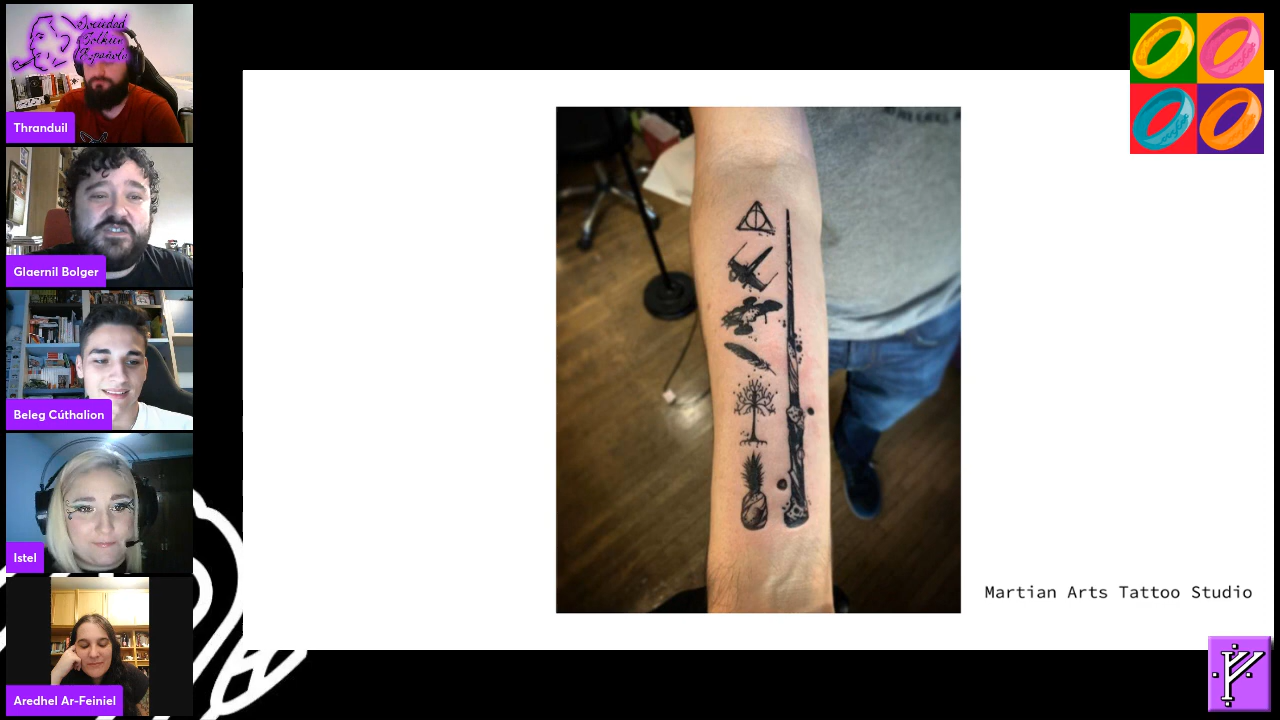 Sociedad
Tolkien
Española
Thranduil
Glaernil Bolger
Beleg Cúthalion
Istel
Aredhel Ar-Feiniel
Martian Arts Tattoo Studio